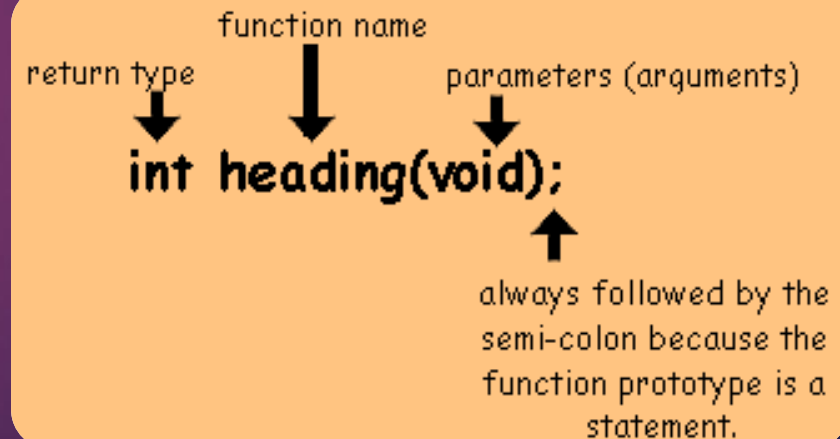 function name
return type
parameters (arguments)
int heading(void);
always followed by the
semi-colon because the
function prototype is a
statement.